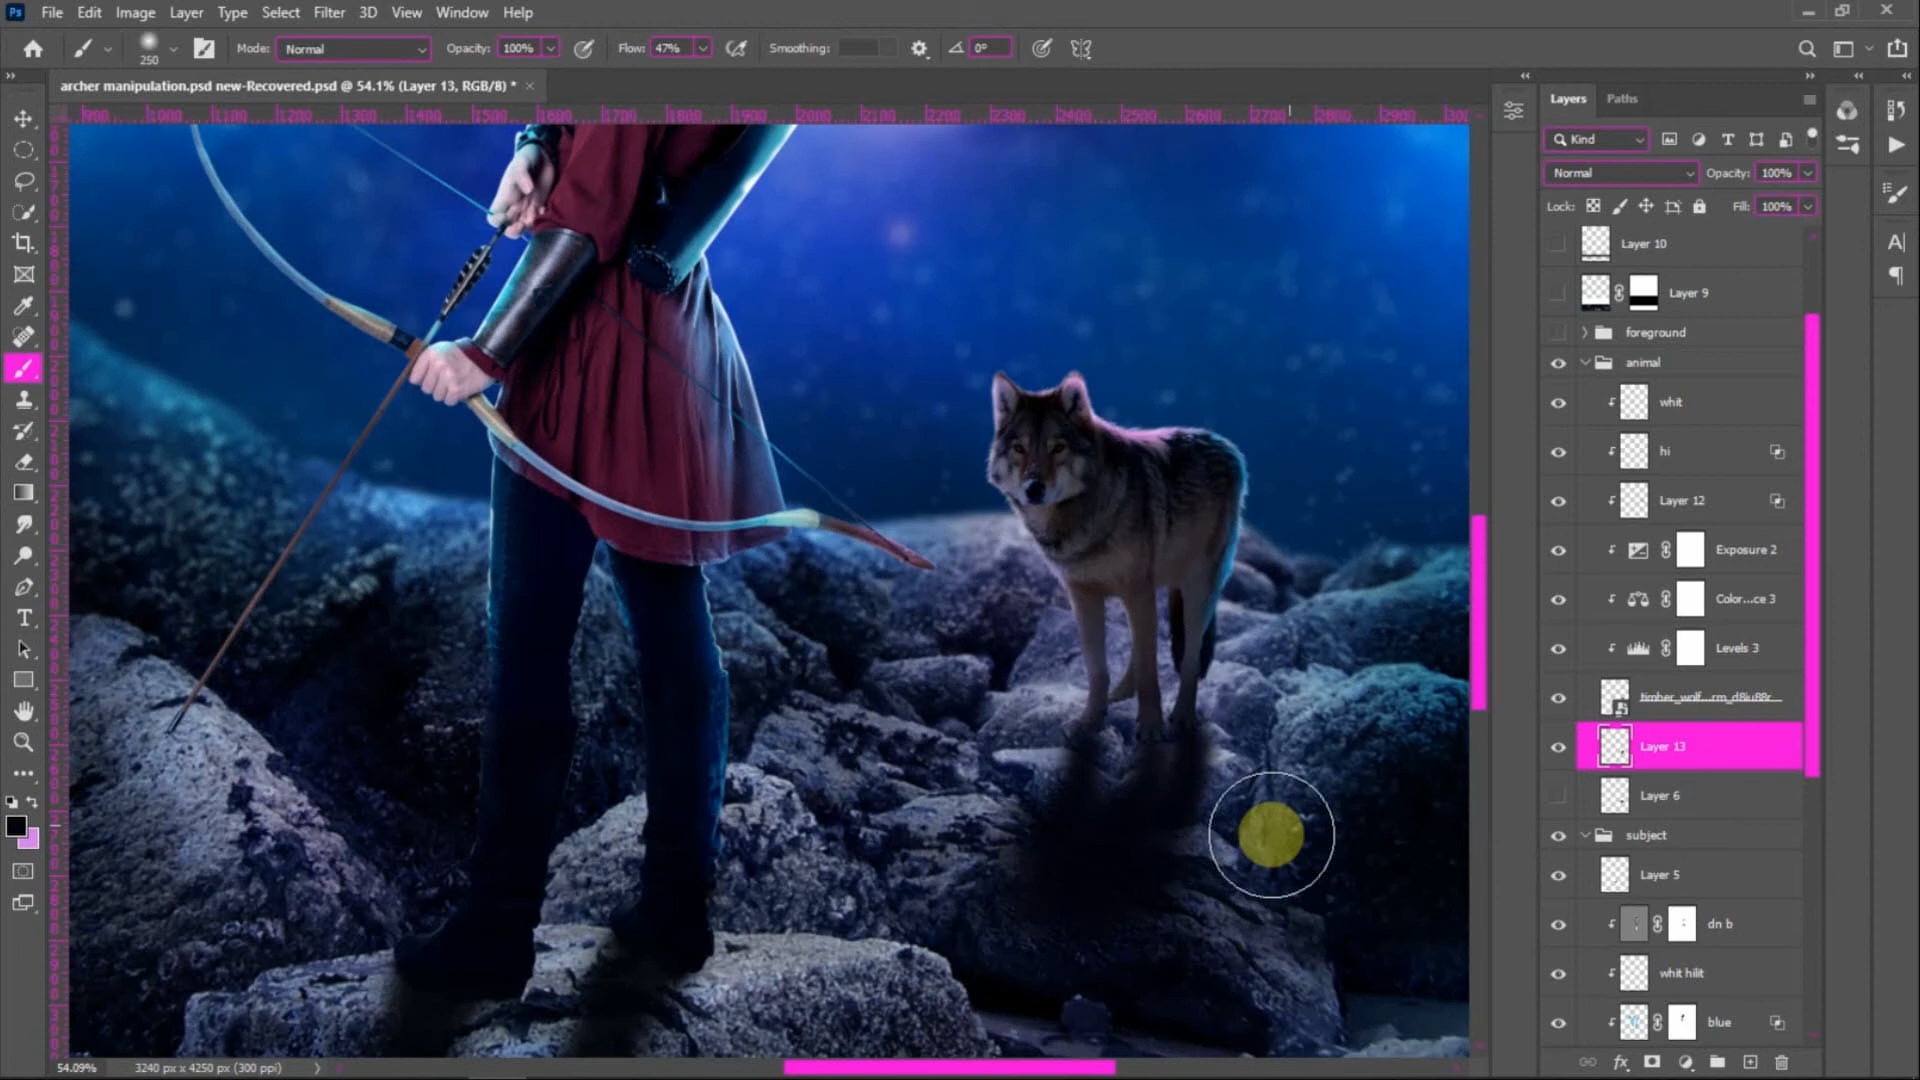 Ps File Edit Image Layer Type Select Filter 3D View Window Help
250 Mode: Normal Opacity: 100% Flow: 47% Smoothing: 0°
archer manipulation.psd new-Recovered.psd @ 54.1% (Layer 13, RGB/8) * ×
Layers Paths
Kind
Normal Opacity: 100%
Lock: Fill: 100%
Layer 10
Layer 9
foreground
animal
whit
hi
Layer 12
Exposure 2
Color...ce 3
Levels 3
timber_wolf...rm_d8iu88r...
Layer 13
Layer 6
subject
Layer 5
dn b
whit hilit
blue
54.09% 3240 px x 4250 px (300 ppi)